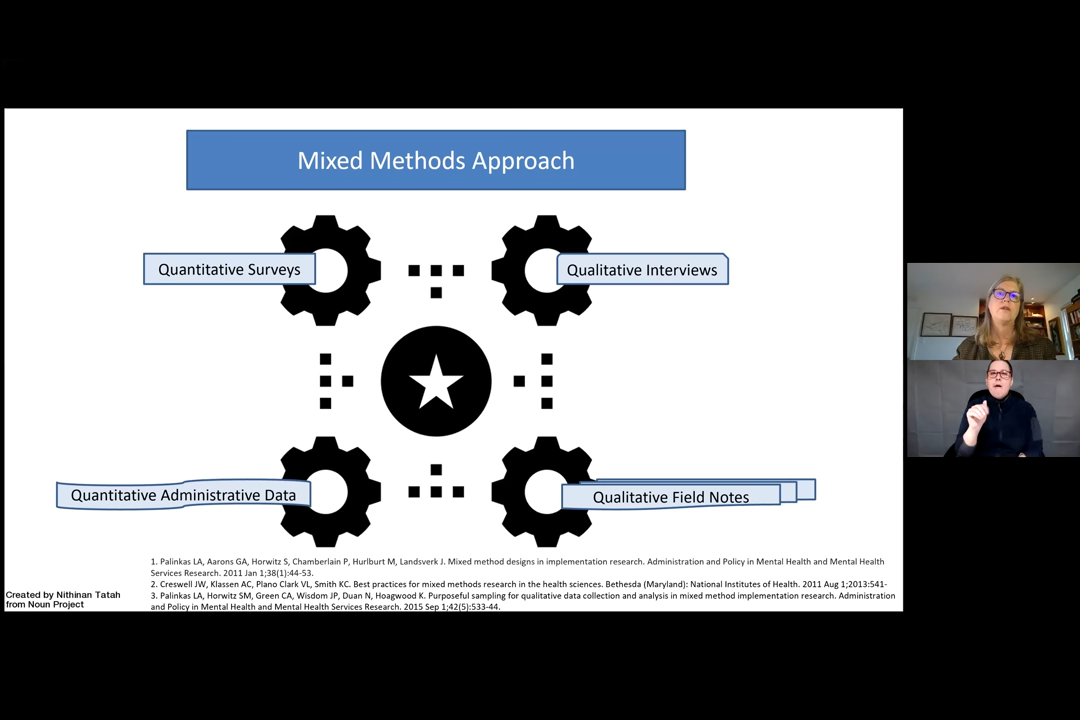 Mixed Methods Approach
Quantitative Surveys
Qualitative Interviews
Quantitative Administrative Data
Qualitative Field Notes
1. Palinkas LA, Aarons GA, Horwitz S, Chamberlain P, Hurlburt M, Landsverk J. Mixed method designs in implementation research. Administration and Policy in Mental Health and Mental Health
Services Research. 2011 Jan 1;38(1):44-53.
2. Creswell JW, Klassen AC, Plano Clark VL, Smith KC. Best practices for mixed methods research in the health sciences. Bethesda (Maryland): National Institutes of Health. 2011 Aug 1;2013:541-
3. Palinkas LA, Horwitz SM, Green CA, Wisdom JP, Duan N, Hoagwood K. Purposeful sampling for qualitative data collection and analysis in mixed method implementation research. Administration
and Policy in Mental Health and Mental Health Services Research. 2015 Sep 1;42(5):533-44.
Created by Nithinan Tatah
from Noun Project